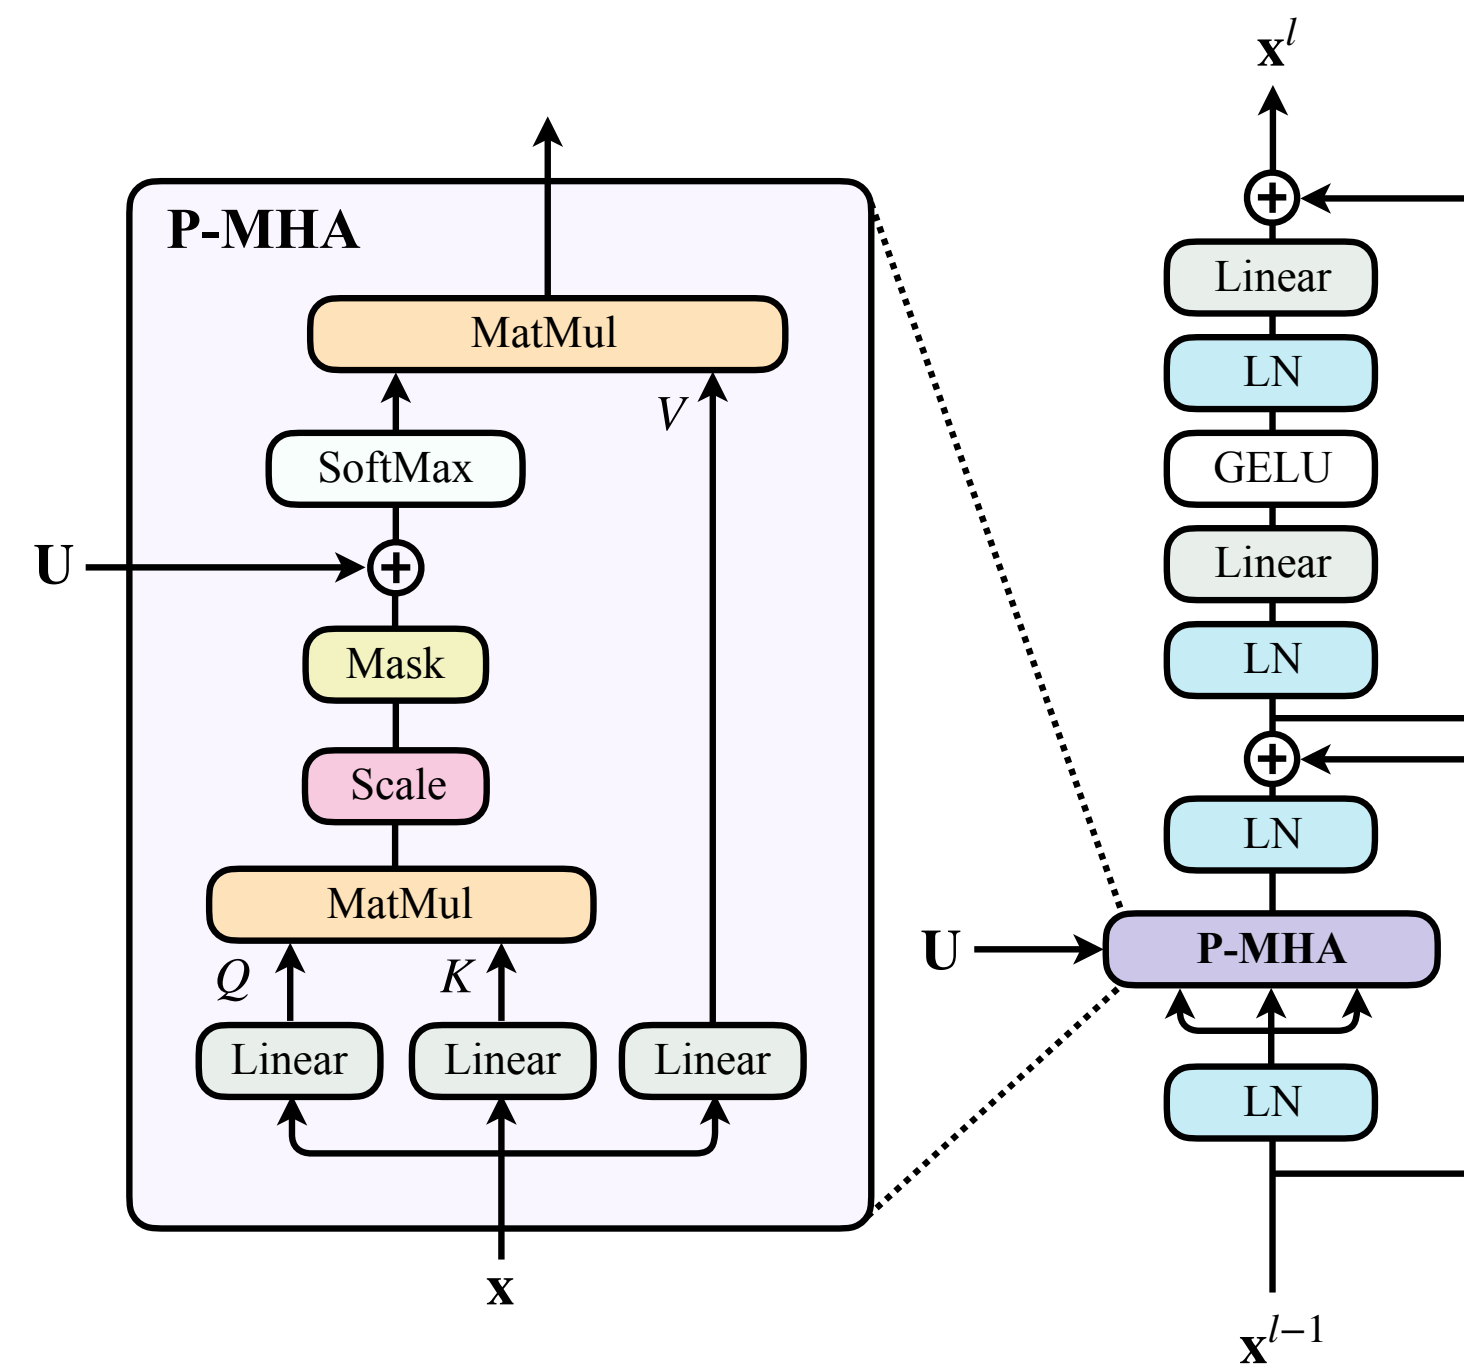 P-MHA
MatMul
V
SoftMax
U
+
Mask
Scale
MatMul
Q
K
Linear
Linear
Linear
x
x^l
+
Linear
LN
GELU
Linear
LN
+
LN
U
P-MHA
LN
x^{l−1}